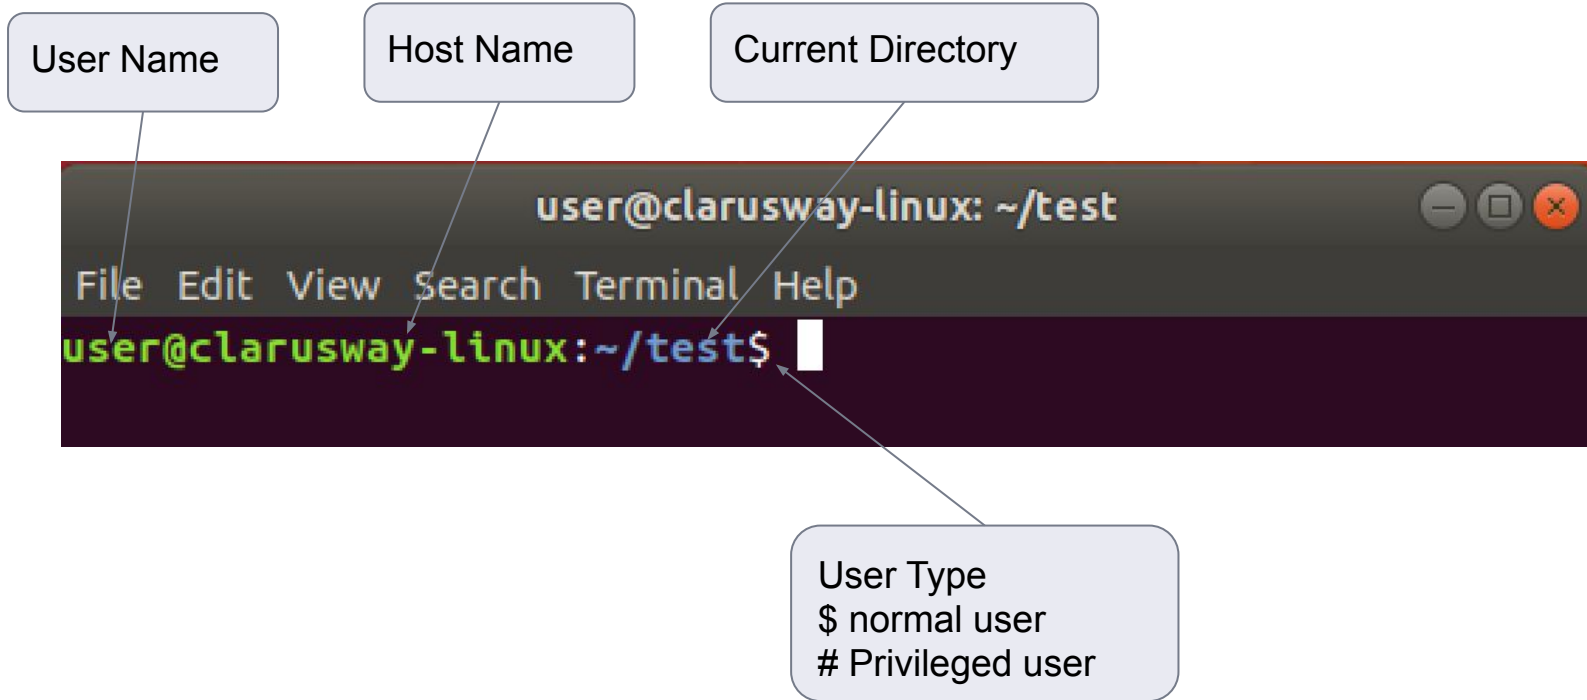 User Name
Host Name
Current Directory
user@clarusway-linux: ~/test
File Edit View Search Terminal Help
user@clarusway-linux:~/test$
User Type
$ normal user
# Privileged user